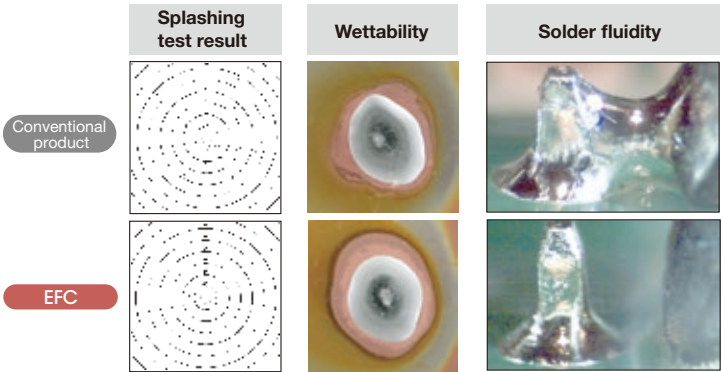 Splashing
test result
Wettability
Solder fluidity
Conventional
product
EFC